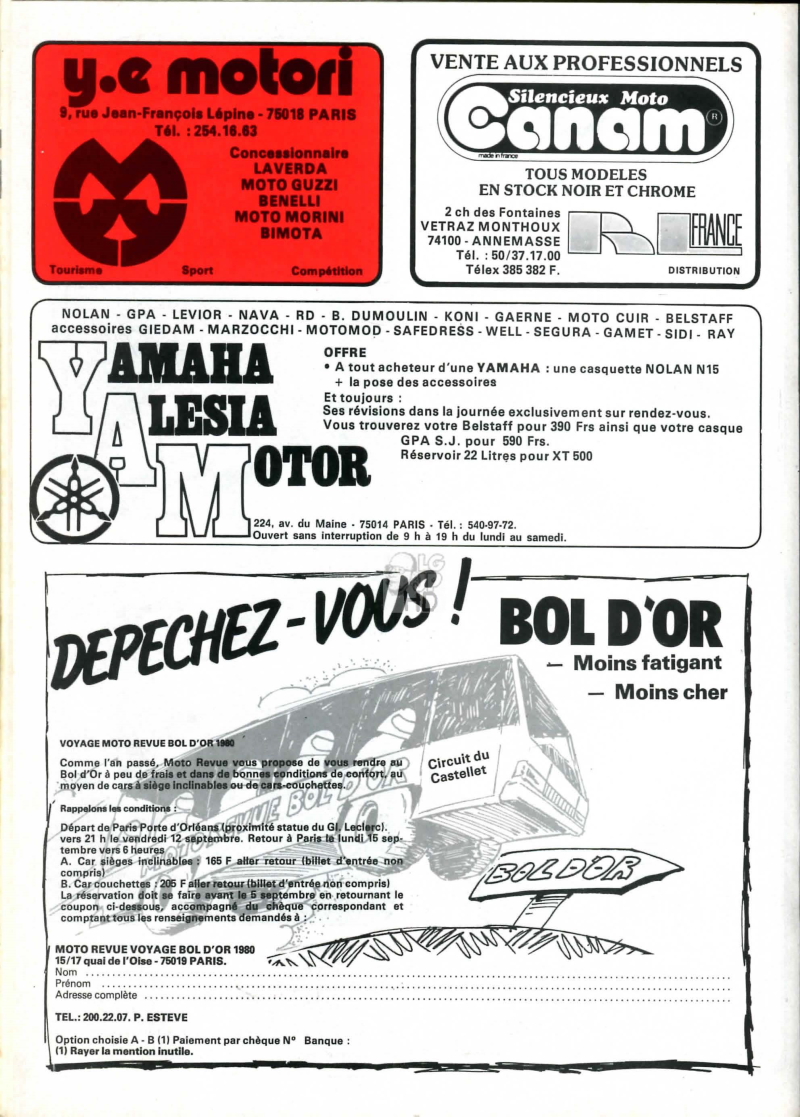 y.e motori
9, rue Jean-François Lépine - 75018 PARIS
Tél. : 254.16.63
Concessionnaire
LAVERDA
MOTO GUZZI
BENELLI
MOTO MORINI
BIMOTA
Tourisme Sport Compétition
VENTE AUX PROFESSIONNELS
Silencieux Moto
Canam ®
made in france
TOUS MODELES
EN STOCK NOIR ET CHROME
2 ch des Fontaines
VETRAZ MONTHOUX
74100 - ANNEMASSE
Tél. : 50/37.17.00
Télex 385 382 F.
FRANCE
DISTRIBUTION
NOLAN - GPA - LEVIOR - NAVA - RD - B. DUMOULIN - KONI - GAERNE - MOTO CUIR - BELSTAFF
accessoires GIEDAM - MARZOCCHI - MOTOMOD - SAFEDRESS - WELL - SEGURA - GAMET - SIDI - RAY
YAMAHA
ALESIA
MOTOR
OFFRE
• A tout acheteur d'une YAMAHA : une casquette NOLAN N15
+ la pose des accessoires
Et toujours :
Ses révisions dans la journée exclusivement sur rendez-vous.
Vous trouverez votre Belstaff pour 390 Frs ainsi que votre casque
GPA S.J. pour 590 Frs.
Réservoir 22 Litres pour XT 500
224, av. du Maine - 75014 PARIS - Tél. : 540-97-72.
Ouvert sans interruption de 9 h à 19 h du lundi au samedi.
DEPECHEZ-VOUS !
BOL D'OR
— Moins fatigant
— Moins cher
VOYAGE MOTO REVUE BOL D'OR 1980
Comme l'an passé, Moto Revue vous propose de vous rendre au
Bol d'Or à peu de frais et dans de bonnes conditions de confort, au
moyen de cars à siège inclinables ou de cars-couchettes.
Circuit du
Castellet
MOTO REVUE BOL D'OR
Rappelons les conditions :
Départ de Paris Porte d'Orléans (proximité statue du Gl. Leclerc).
vers 21 h le vendredi 12 septembre. Retour à Paris le lundi 15 sep-
tembre vers 6 heures
A. Car sièges inclinables : 165 F aller retour (billet d'entrée non
compris)
B. Car couchettes : 205 F aller retour (billet d'entrée non compris)
La réservation doit se faire avant le 5 septembre en retournant le
coupon ci-dessous, accompagné du chèque correspondant et
comptant tous les renseignements demandés à :
BOL D'OR
MOTO REVUE VOYAGE BOL D'OR 1980
15/17 quai de l'Oise - 75019 PARIS.
Nom
Prénom
Adresse complète
TEL.: 200.22.07. P. ESTEVE
Option choisie A - B (1) Paiement par chèque N° Banque :
(1) Rayer la mention inutile.